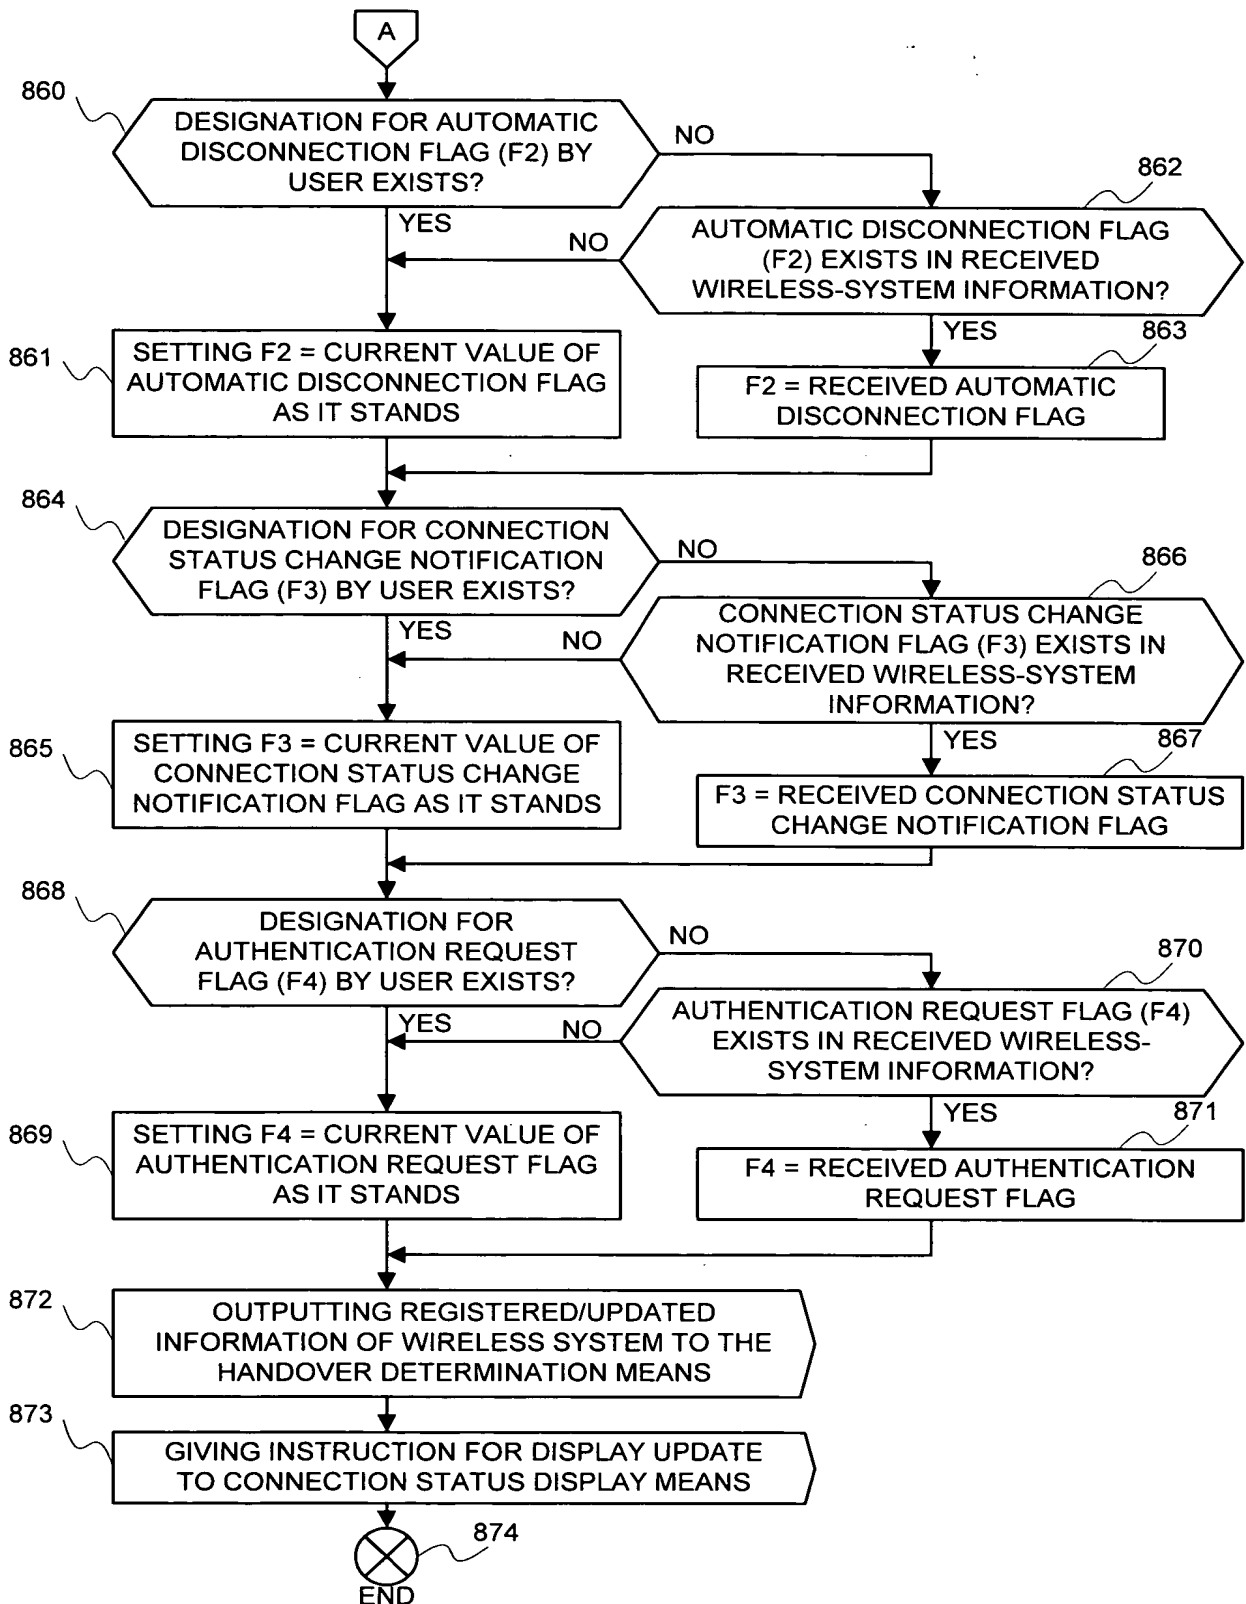 A
860
DESIGNATION FOR AUTOMATIC
DISCONNECTION FLAG (F2) BY
USER EXISTS?
NO
YES
862
AUTOMATIC DISCONNECTION FLAG
(F2) EXISTS IN RECEIVED
WIRELESS-SYSTEM INFORMATION?
NO
YES
861
SETTING F2 = CURRENT VALUE OF
AUTOMATIC DISCONNECTION FLAG
AS IT STANDS
863
F2 = RECEIVED AUTOMATIC
DISCONNECTION FLAG
864
DESIGNATION FOR CONNECTION
STATUS CHANGE NOTIFICATION
FLAG (F3) BY USER EXISTS?
NO
YES
866
CONNECTION STATUS CHANGE
NOTIFICATION FLAG (F3) EXISTS IN
RECEIVED WIRELESS-SYSTEM
INFORMATION?
NO
YES
865
SETTING F3 = CURRENT VALUE OF
CONNECTION STATUS CHANGE
NOTIFICATION FLAG AS IT STANDS
867
F3 = RECEIVED CONNECTION STATUS
CHANGE NOTIFICATION FLAG
868
DESIGNATION FOR
AUTHENTICATION REQUEST
FLAG (F4) BY USER EXISTS?
NO
YES
870
AUTHENTICATION REQUEST FLAG (F4)
EXISTS IN RECEIVED WIRELESS-
SYSTEM INFORMATION?
NO
YES
869
SETTING F4 = CURRENT VALUE OF
AUTHENTICATION REQUEST FLAG
AS IT STANDS
871
F4 = RECEIVED AUTHENTICATION
REQUEST FLAG
872
OUTPUTTING REGISTERED/UPDATED
INFORMATION OF WIRELESS SYSTEM TO THE
HANDOVER DETERMINATION MEANS
873
GIVING INSTRUCTION FOR DISPLAY UPDATE
TO CONNECTION STATUS DISPLAY MEANS
874
END